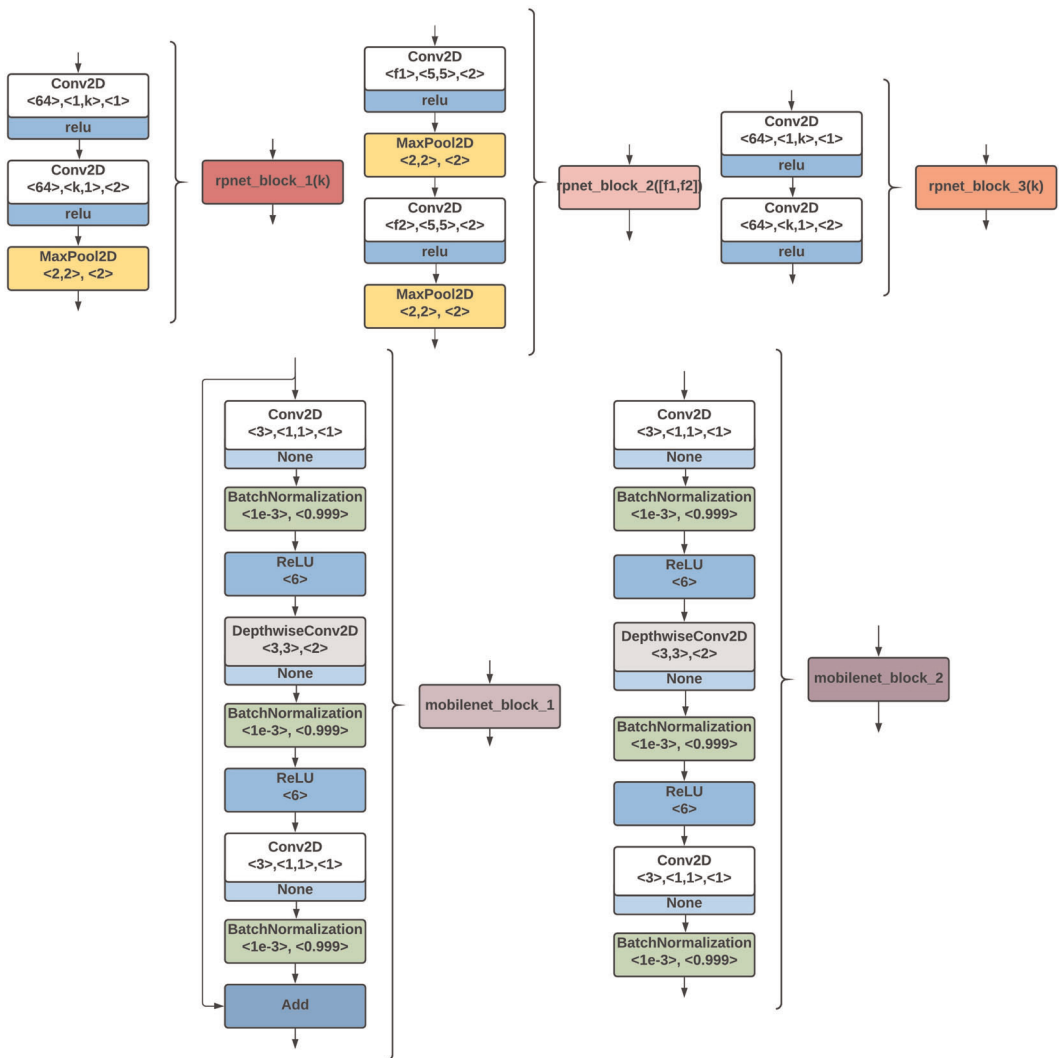 Conv2D
<64>,<1,k>,<1>
relu
Conv2D
<64>,<k,1>,<2>
relu
MaxPool2D
<2,2>, <2>
rpnet_block_1(k)
Conv2D
<f1>,<5,5>,<2>
relu
MaxPool2D
<2,2>, <2>
Conv2D
<f2>,<5,5>,<2>
relu
MaxPool2D
<2,2>, <2>
rpnet_block_2([f1,f2])
Conv2D
<64>,<1,k>,<1>
relu
Conv2D
<64>,<k,1>,<2>
relu
rpnet_block_3(k)
Conv2D
<3>,<1,1>,<1>
None
BatchNormalization
<1e-3>, <0.999>
ReLU
<6>
DepthwiseConv2D
<3,3>,<2>
None
BatchNormalization
<1e-3>, <0.999>
ReLU
<6>
Conv2D
<3>,<1,1>,<1>
None
BatchNormalization
<1e-3>, <0.999>
Add
mobilenet_block_1
Conv2D
<3>,<1,1>,<1>
None
BatchNormalization
<1e-3>, <0.999>
ReLU
<6>
DepthwiseConv2D
<3,3>,<2>
None
BatchNormalization
<1e-3>, <0.999>
ReLU
<6>
Conv2D
<3>,<1,1>,<1>
None
BatchNormalization
<1e-3>, <0.999>
mobilenet_block_2